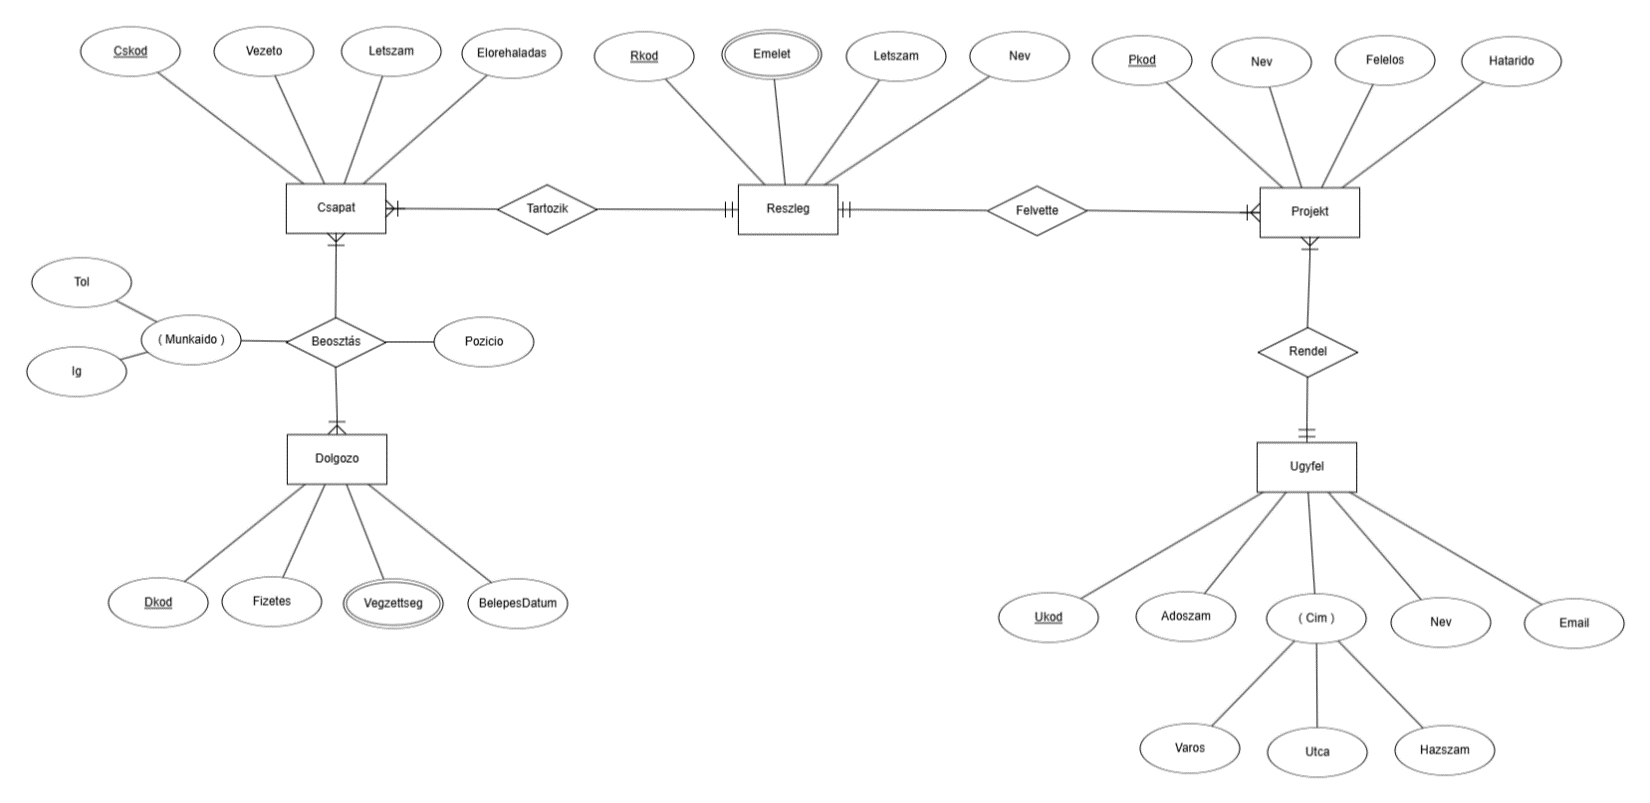 Cskod
Vezeto
Letszam
Elorehaladas
Rkod
Emelet
Letszam
Nev
Pkod
Nev
Felelos
Hatarido
Csapat
Tartozik
Reszleg
Felvette
Projekt
Tol
( Munkaido )
Ig
Beosztás
Pozicio
Rendel
Dolgozo
Ugyfel
Dkod
Fizetes
Vegzettseg
BelepesDatum
Ukod
Adoszam
( Cim )
Nev
Email
Varos
Utca
Hazszam